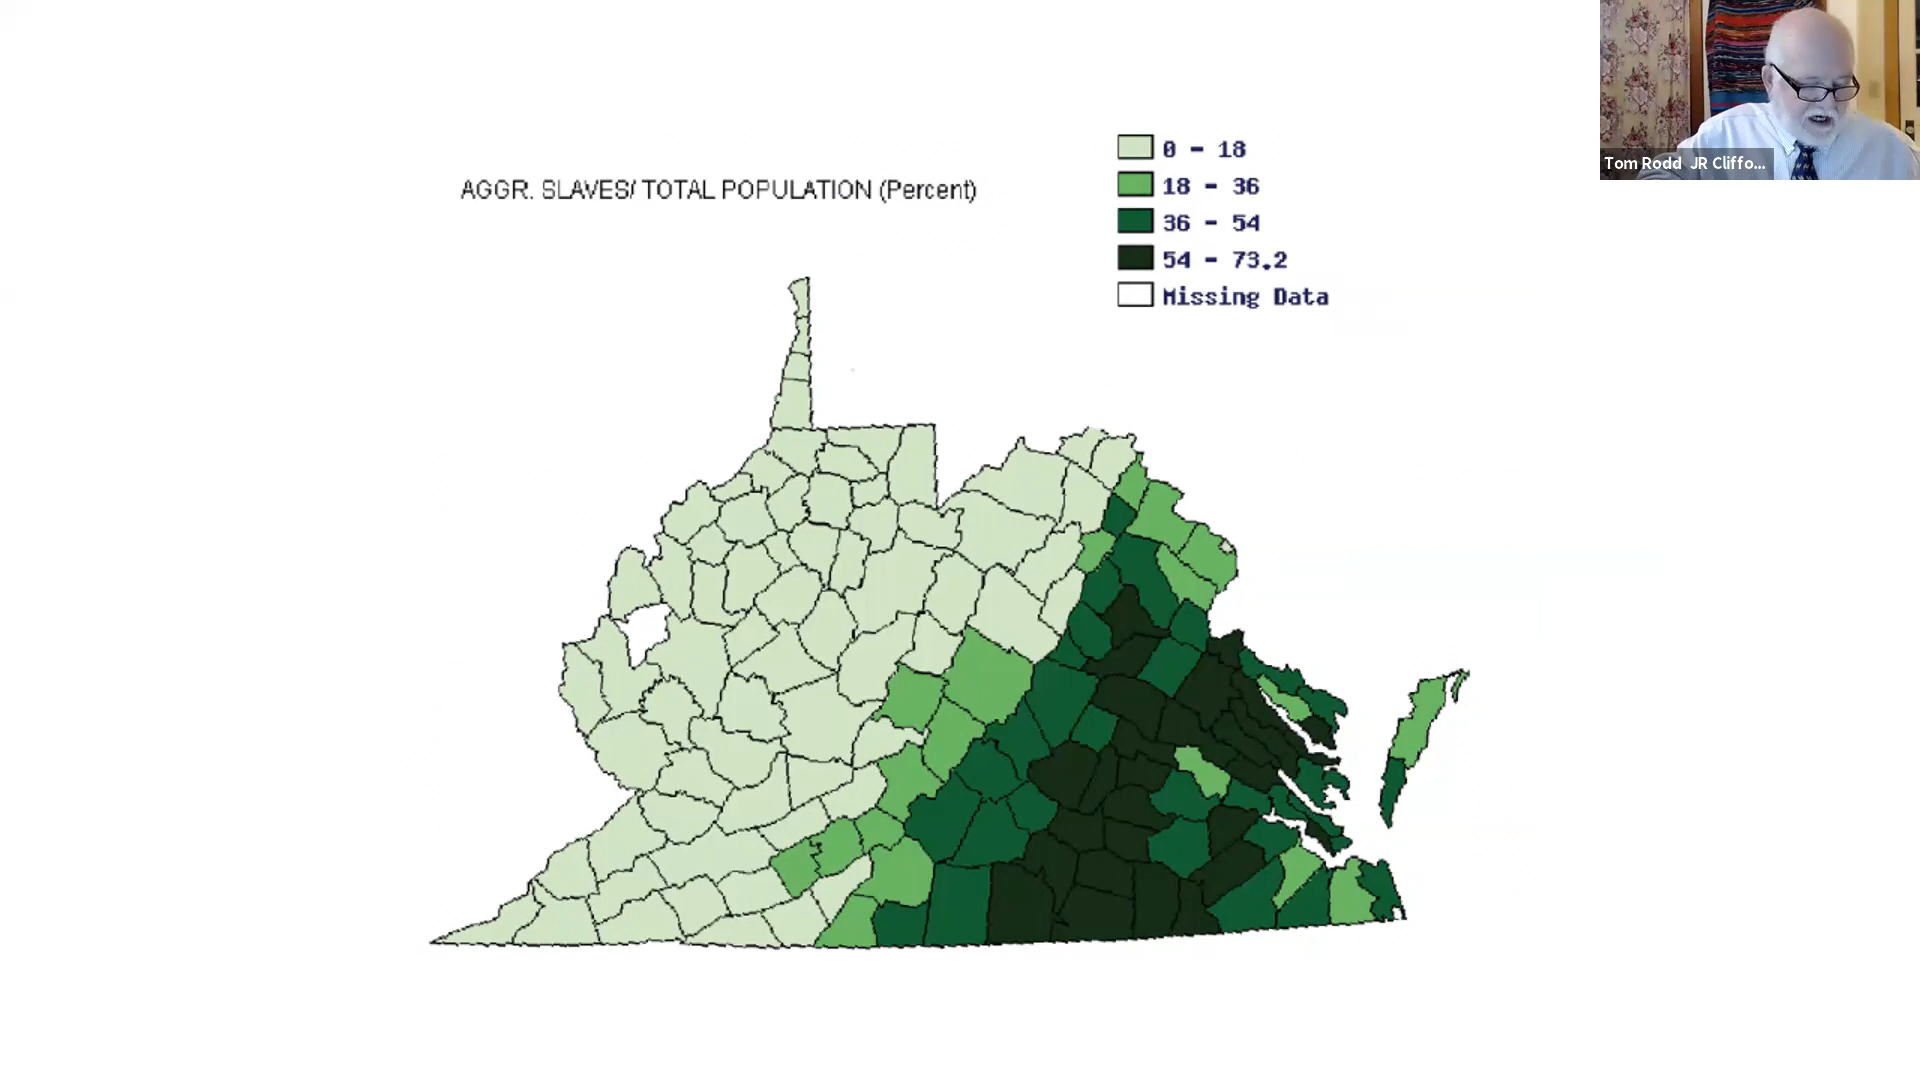 AGGR. SLAVES/ TOTAL POPULATION (Percent)
0 - 18
18 - 36
36 - 54
54 - 73.2
Missing Data
Tom Rodd JR Cliffo...